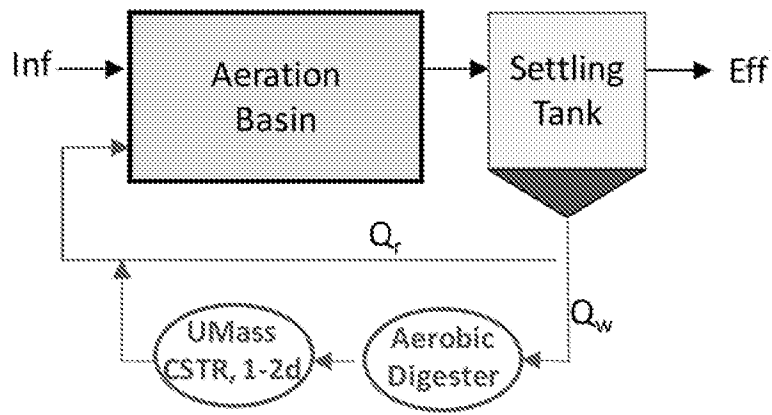 Inf
Aeration
Basin
Settling
Tank
Eff
Qr
Qw
UMass
CSTR, 1-2d
Aerobic
Digester